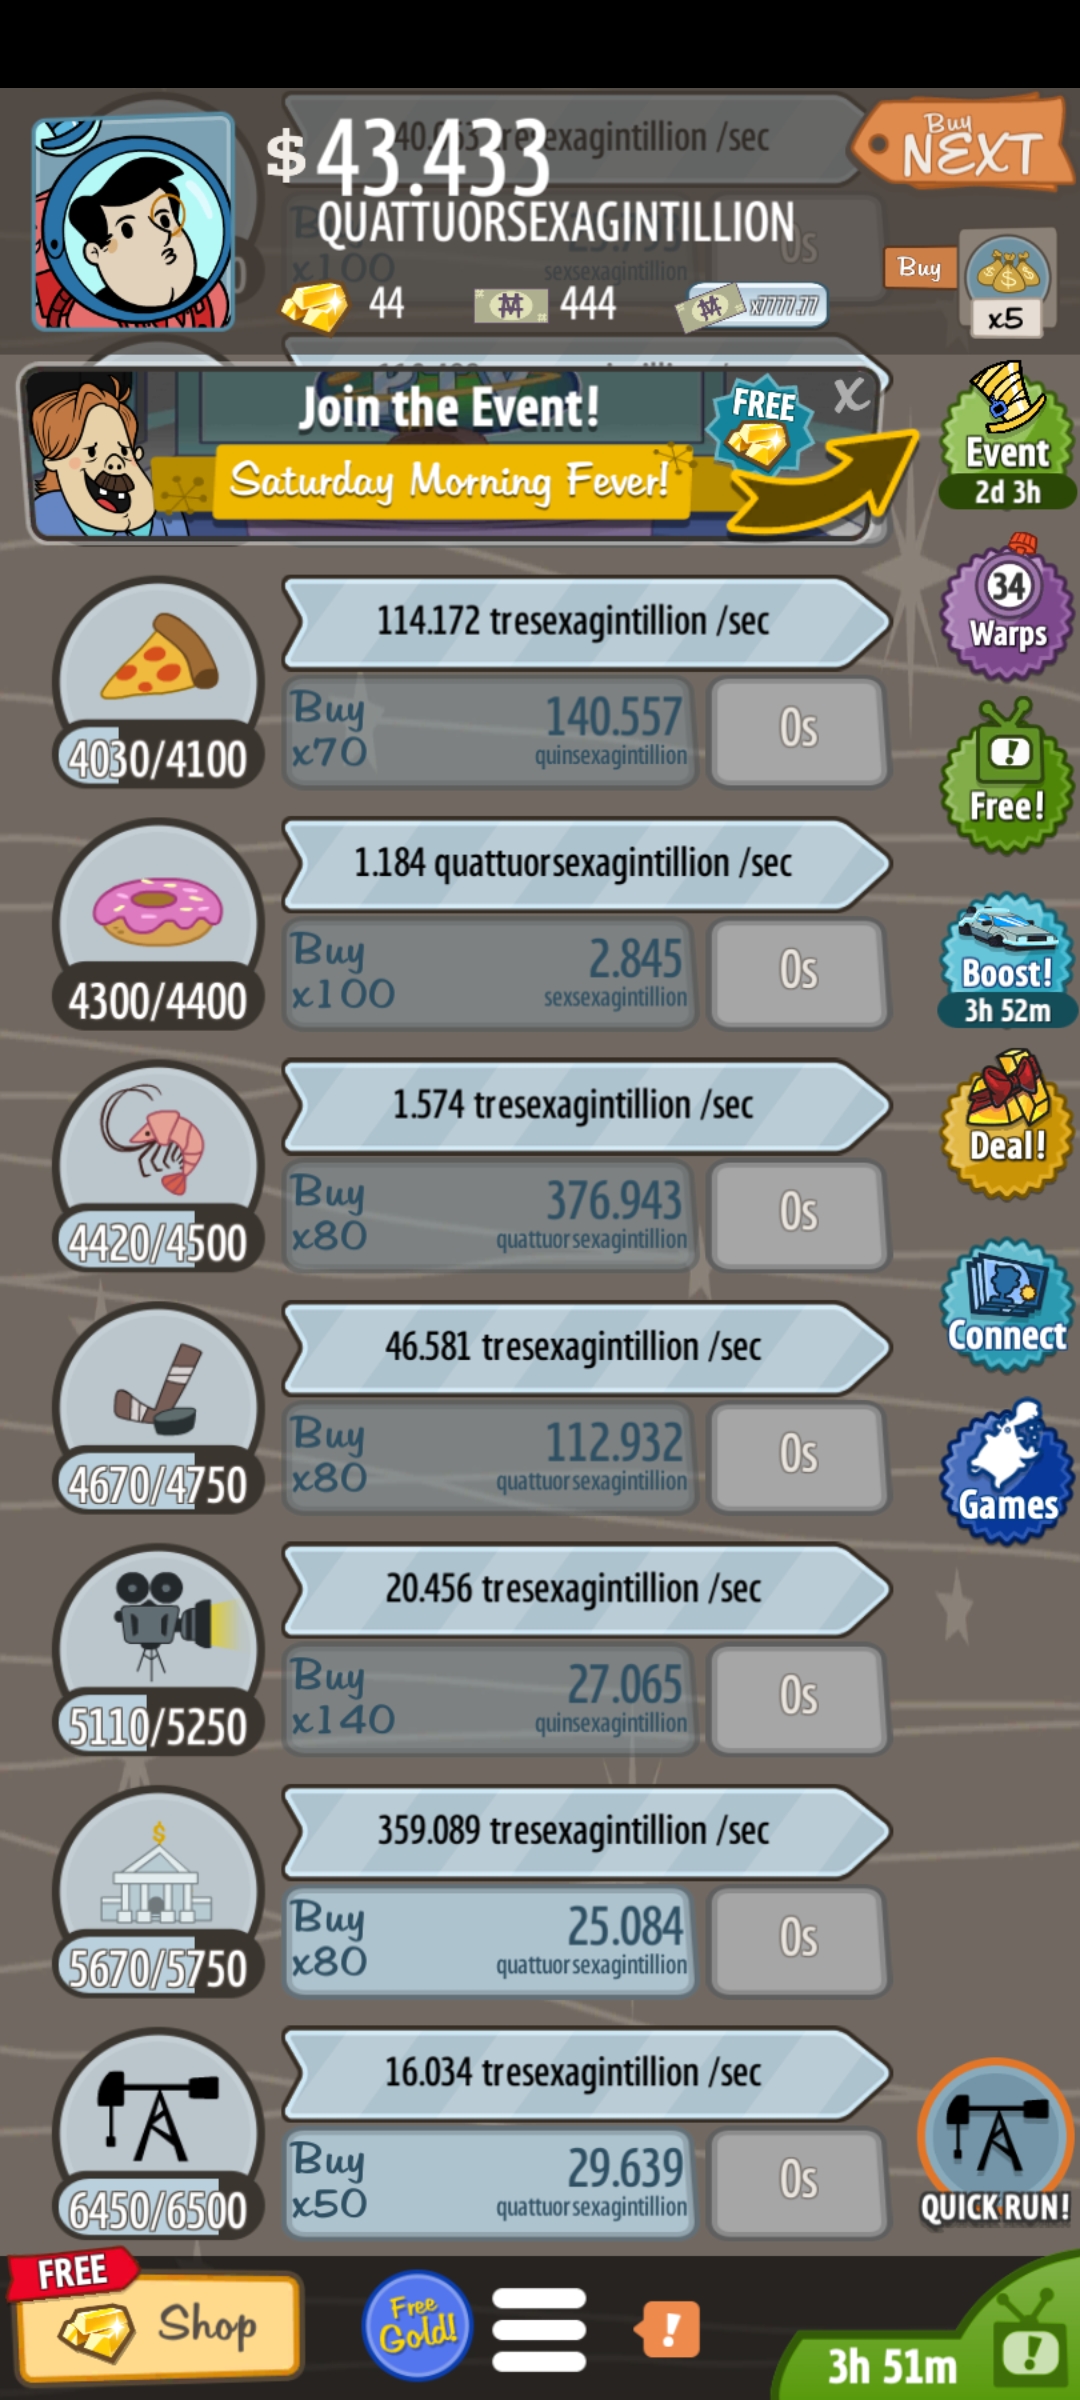 $ 43.433
QUATTUORSEXAGINTILLION
Buy
NEXT
/sec
x100
sexsexagintillion
0s
44
444
x7777.77
Buy
x5
Join the Event!
FREE
X
Saturday Morning Fever!
Event
2d 3h
114.172 tresexagintillion /sec
34
Warps
Buy
x70
140.557
quinsexagintillion
0s
4030/4100
Free!
1.184 quattuorsexagintillion /sec
Buy
x100
2.845
sexsexagintillion
0s
4300/4400
Boost!
3h 52m
1.574 tresexagintillion /sec
Deal!
Buy
x80
376.943
quattuorsexagintillion
0s
4420/4500
Connect
46.581 tresexagintillion /sec
Buy
x80
112.932
quattuorsexagintillion
0s
4670/4750
Games
20.456 tresexagintillion /sec
Buy
x140
27.065
quinsexagintillion
0s
5110/5250
359.089 tresexagintillion /sec
Buy
x80
25.084
quattuorsexagintillion
0s
5670/5750
16.034 tresexagintillion /sec
Buy
x50
29.639
quattuorsexagintillion
0s
6450/6500
QUICK RUN!
FREE
Shop
Free
Gold!
!
3h 51m